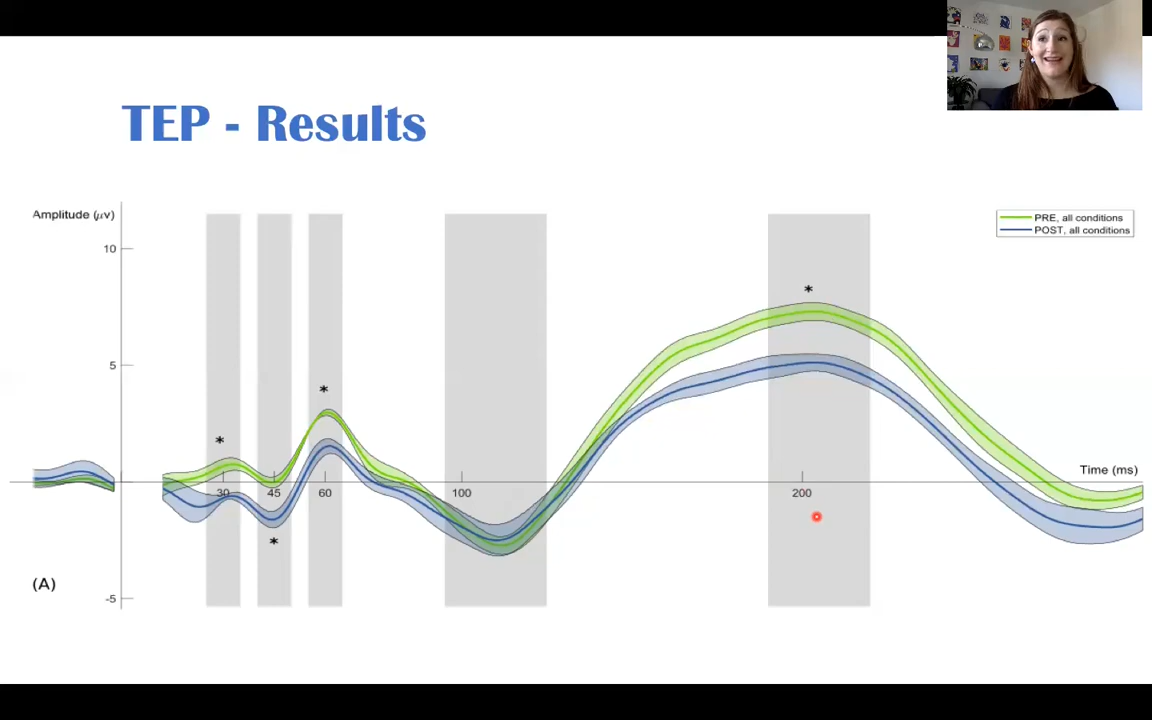 TEP - Results
Amplitude (μv)
PRE, all conditions
POST, all conditions
10
*
5
*
*
Time (ms)
30
45
60
100
200
*
(A)
-5